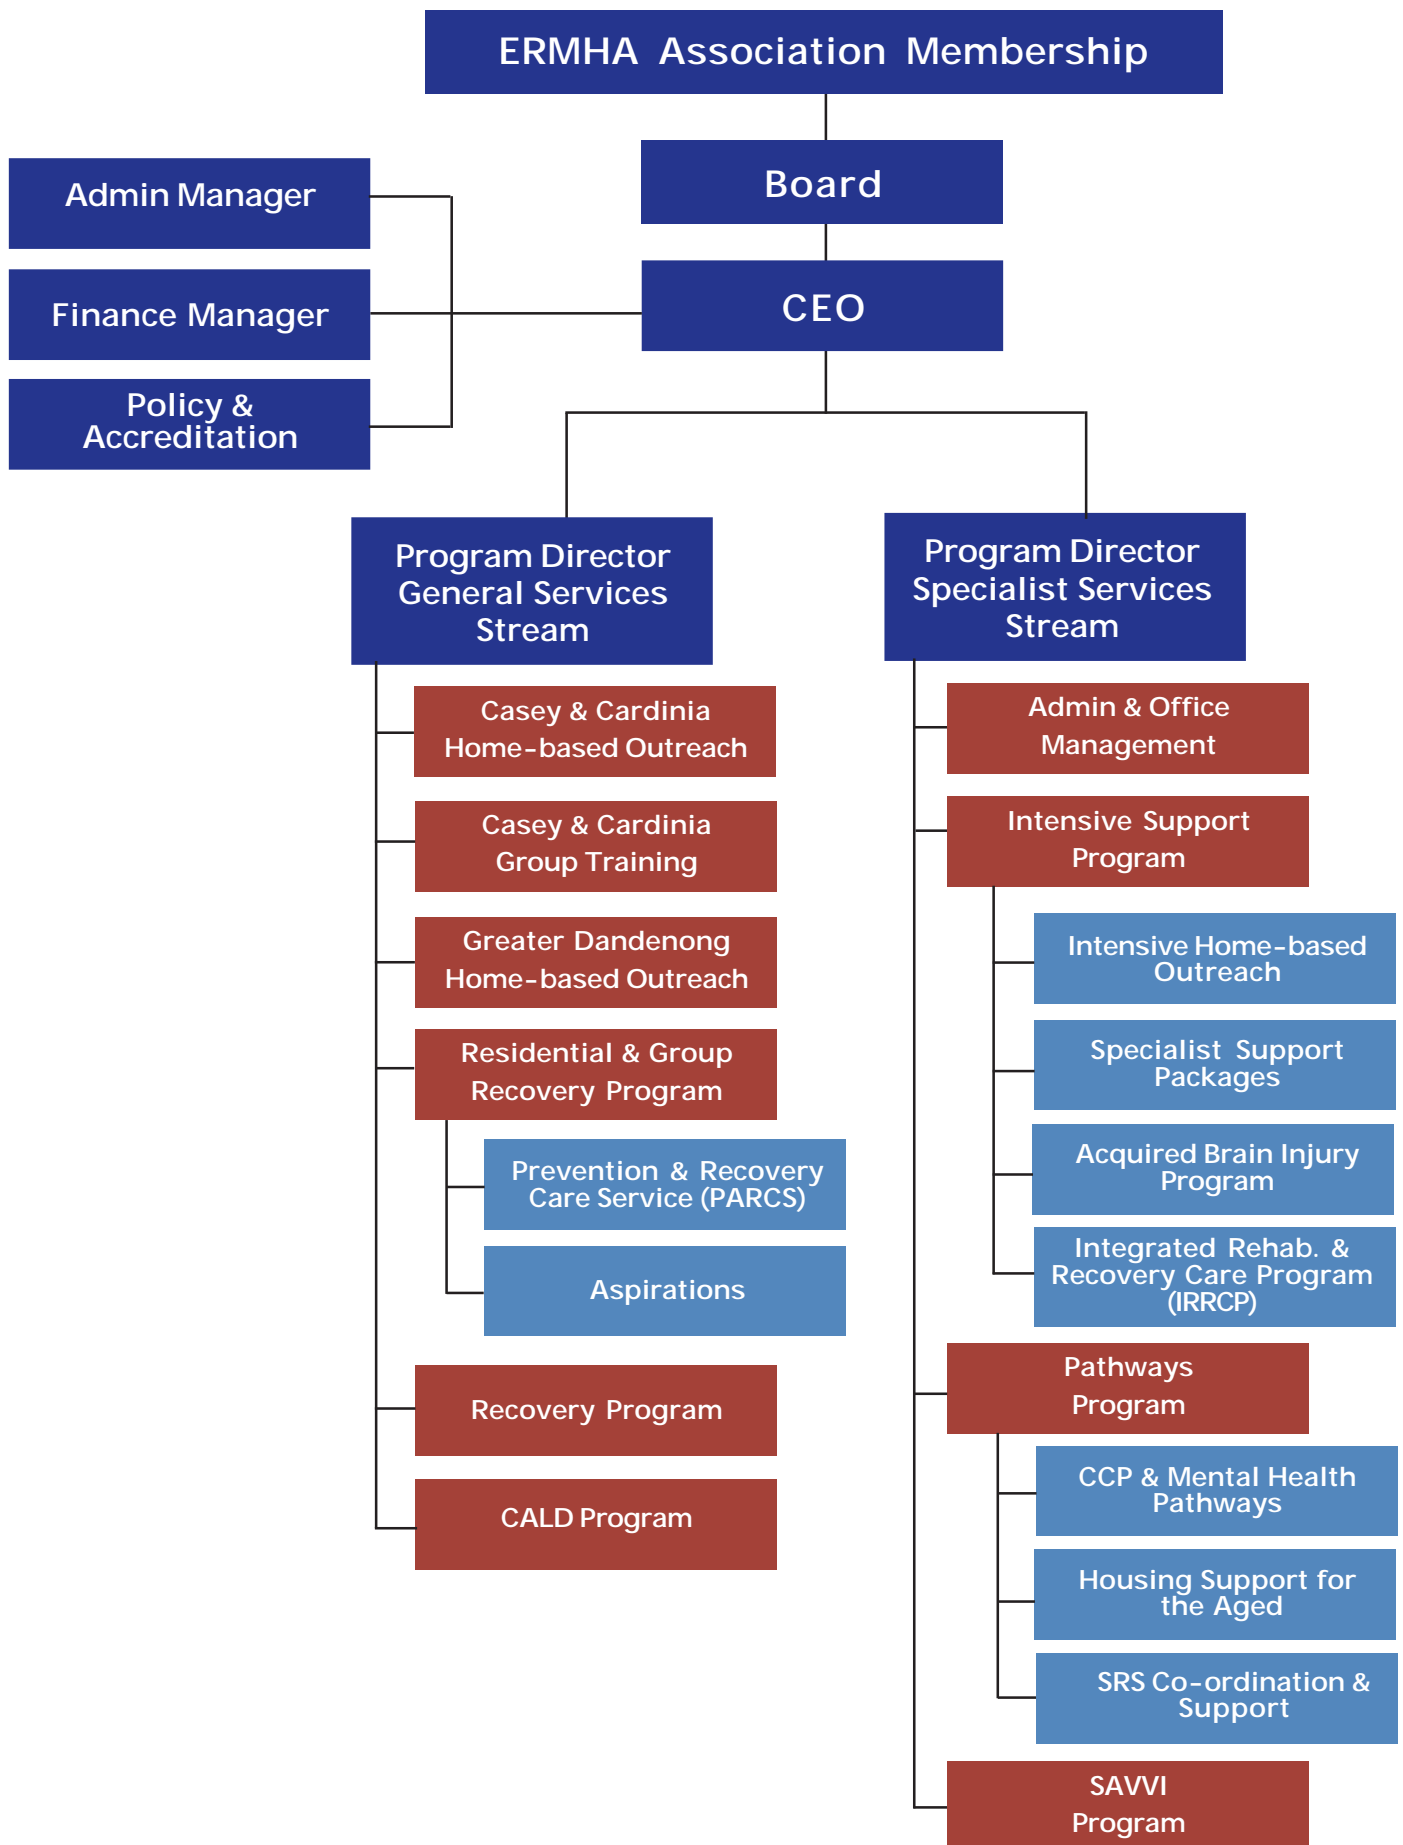 ERMHA Association Membership
Board
Admin Manager
Finance Manager
CEO
Policy &
Accreditation
Program Director
General Services
Stream
Casey & Cardinia
Home-based Outreach
Casey & Cardinia
Group Training
Greater Dandenong
Home-based Outreach
Residential & Group
Recovery Program
Prevention & Recovery
Care Service (PARCS)
Aspirations
Recovery Program
CALD Program
Program Director
Specialist Services
Stream
Admin & Office
Management
Intensive Support
Program
Intensive Home-based
Outreach
Specialist Support
Packages
Acquired Brain Injury
Program
Integrated Rehab. &
Recovery Care Program
(IRRCP)
Pathways
Program
CCP & Mental Health
Pathways
Housing Support for
the Aged
SRS Co-ordination &
Support
SAVVI
Program